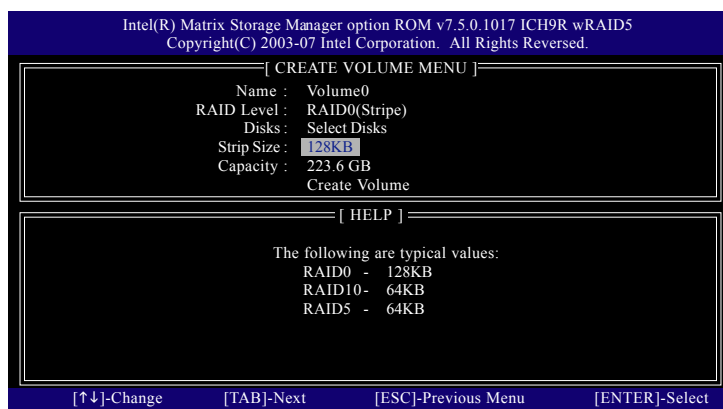 Intel(R) Matrix Storage Manager option ROM v7.5.0.1017 ICH9R wRAID5
Copyright(C) 2003-07 Intel Corporation. All Rights Reversed.
[ CREATE VOLUME MENU ]
Name : Volume0
RAID Level : RAID0(Stripe)
Disks : Select Disks
Strip Size : 128KB
Capacity : 223.6 GB
Create Volume
[ HELP ]
The following are typical values:
RAID0 - 128KB
RAID10- 64KB
RAID5 - 64KB
[↑↓]-Change [TAB]-Next [ESC]-Previous Menu [ENTER]-Select